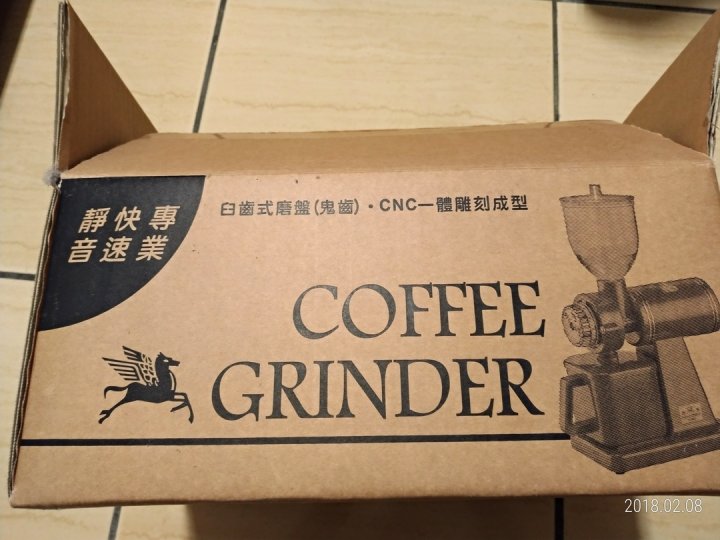 專業
快速
靜音
臼齒式磨盤(鬼齒)・CNC一體雕刻成型
COFFEE
GRINDER
2018.02.08